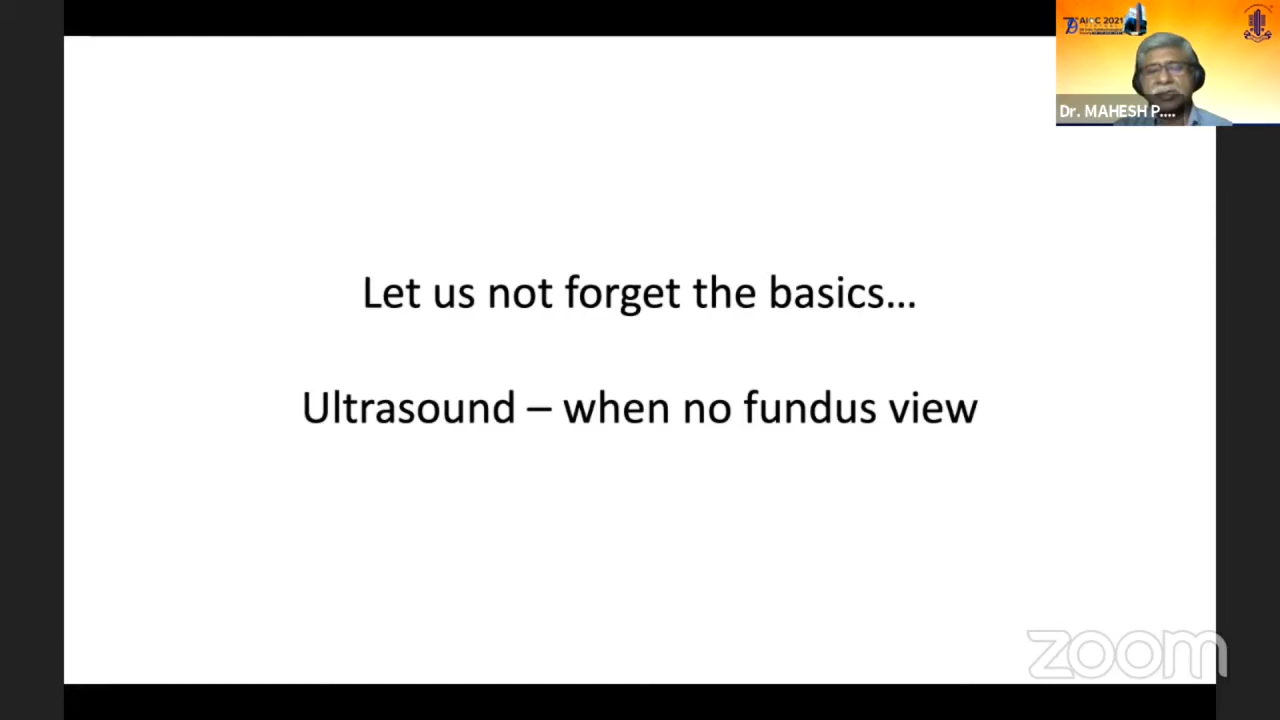 AIOC 2021
Dr. MAHESH P....
Let us not forget the basics...
Ultrasound – when no fundus view
zoom